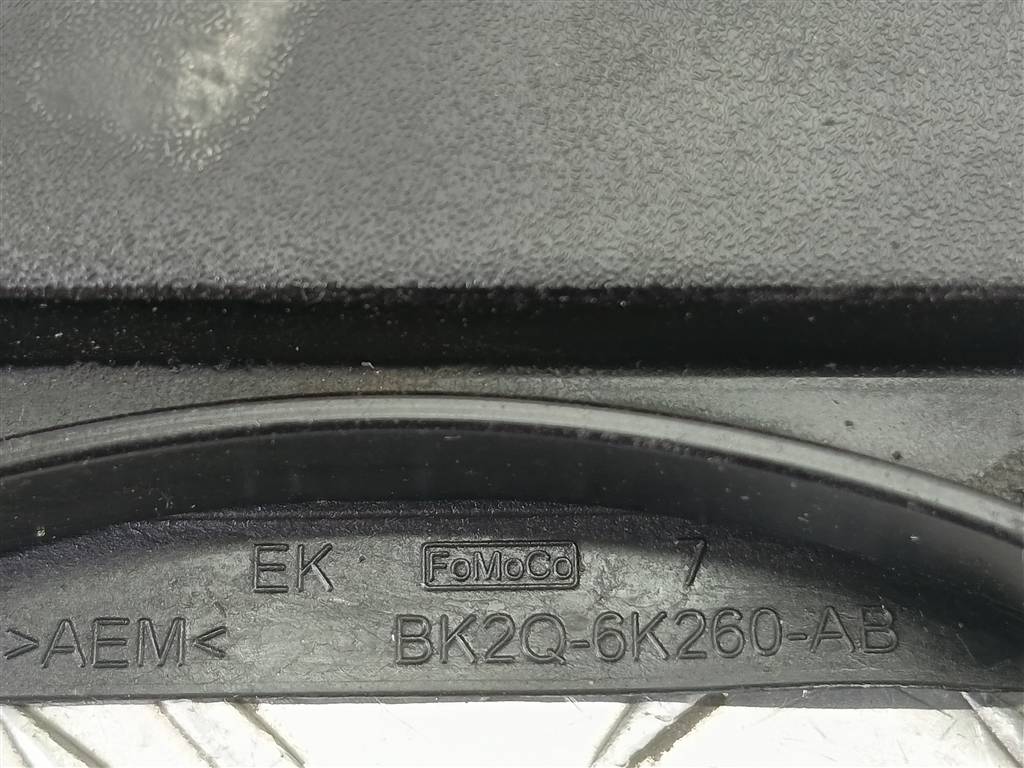 EK FoMoCo 7
>AEM< BK2Q-6K260-AB